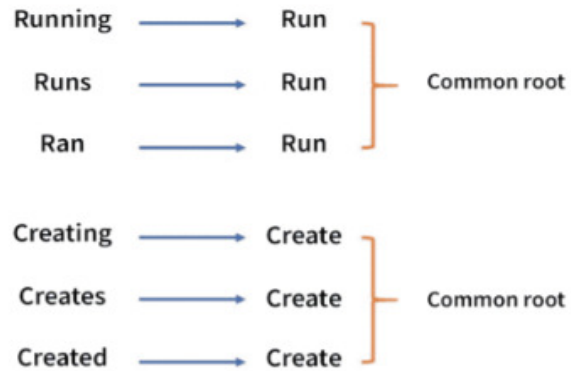 Running Run
Runs Run Common root
Ran Run
Creating Create
Creates Create Common root
Created Create